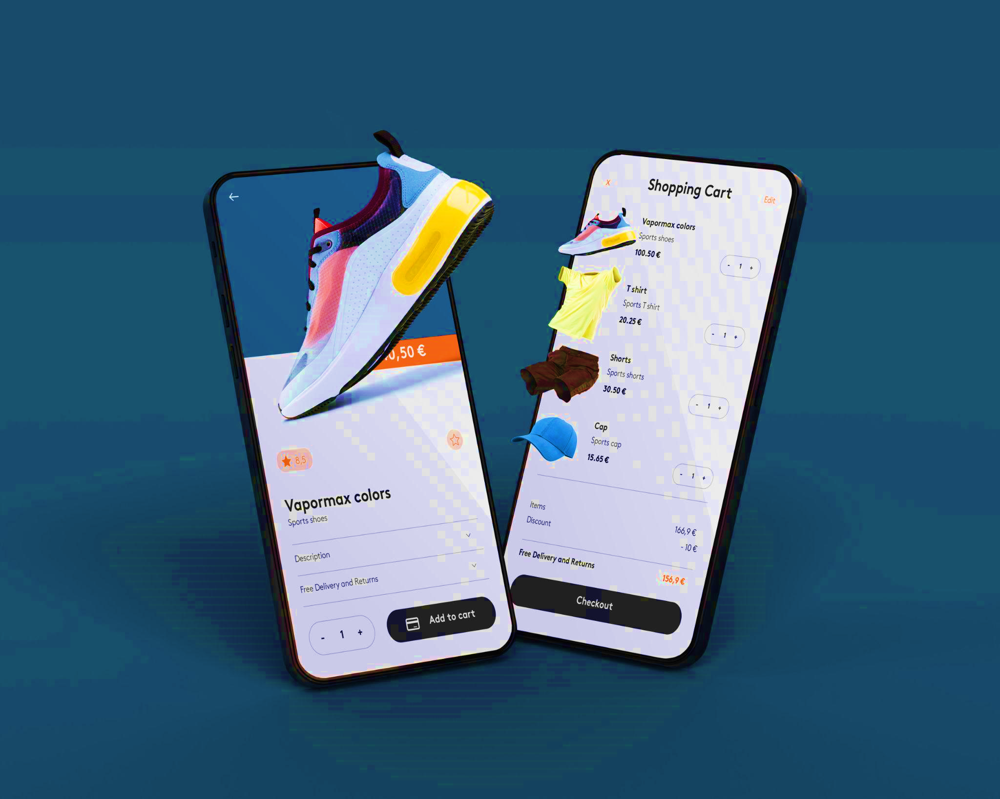 0,50 €
8,5
Vapormax colors
Sports shoes
Description
Free Delivery and Returns
- 1 +
Add to cart
x
Shopping Cart
Edit
Vapormax colors
Sports shoes
100.50 €
- 1 +
T shirt
Sports T shirt
20.25 €
- 1 +
Shorts
Sports shorts
30.50 €
- 1 +
Cap
Sports cap
15.65 €
- 1 +
Items
166,9 €
Discount
- 10 €
Free Delivery and Returns
156,9 €
Checkout